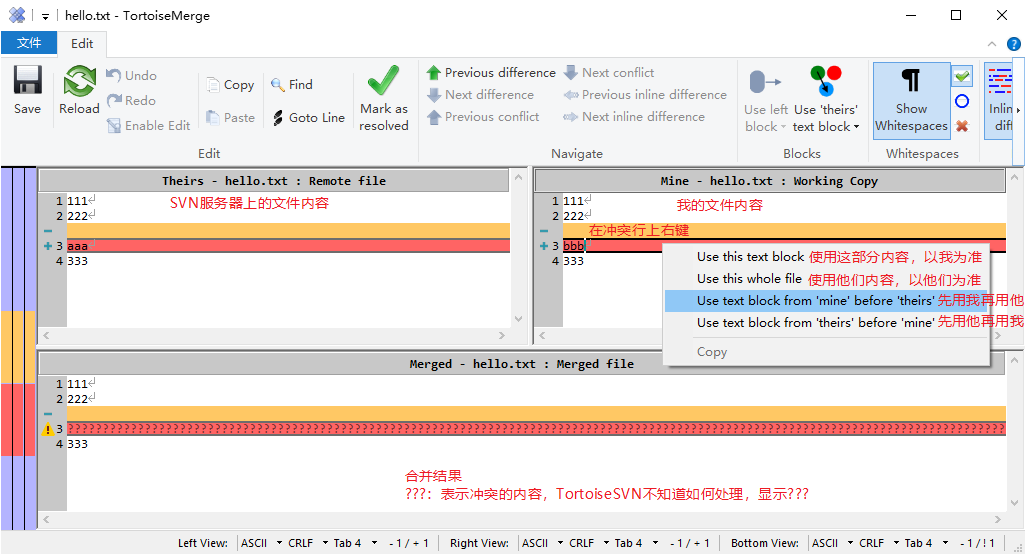 hello.txt - TortoiseMerge
文件
Edit
Save
Reload
Undo
Redo
Enable Edit
Copy
Paste
Find
Goto Line
Mark as
resolved
Edit
Previous difference
Next difference
Previous conflict
Next conflict
Previous inline difference
Next inline difference
Navigate
Use left
block
Use 'theirs'
text block
Blocks
Show
Whitespaces
Whitespaces
Inlin
diff
Theirs - hello.txt : Remote file
1 111
2 222
3 aaa
4 333
SVN服务器上的文件内容
Mine - hello.txt : Working Copy
1 111
2 222
3 bbb
4 333
我的文件内容
在冲突行上右键
Use this text block 使用这部分内容，以我为准
Use this whole file 使用他们内容，以他们为准
Use text block from 'mine' before 'theirs' 先用我再用他
Use text block from 'theirs' before 'mine' 先用他再用我
Copy
Merged - hello.txt : Merged file
1 111
2 222
4 333
合并结果
???：表示冲突的内容，TortoiseSVN不知道如何处理，显示???
Left View: ASCII CRLF Tab 4 - 1 / + 1 Right View: ASCII CRLF Tab 4 - 1 / + 1 Bottom View: ASCII CRLF Tab 4 - 1 / ! 1